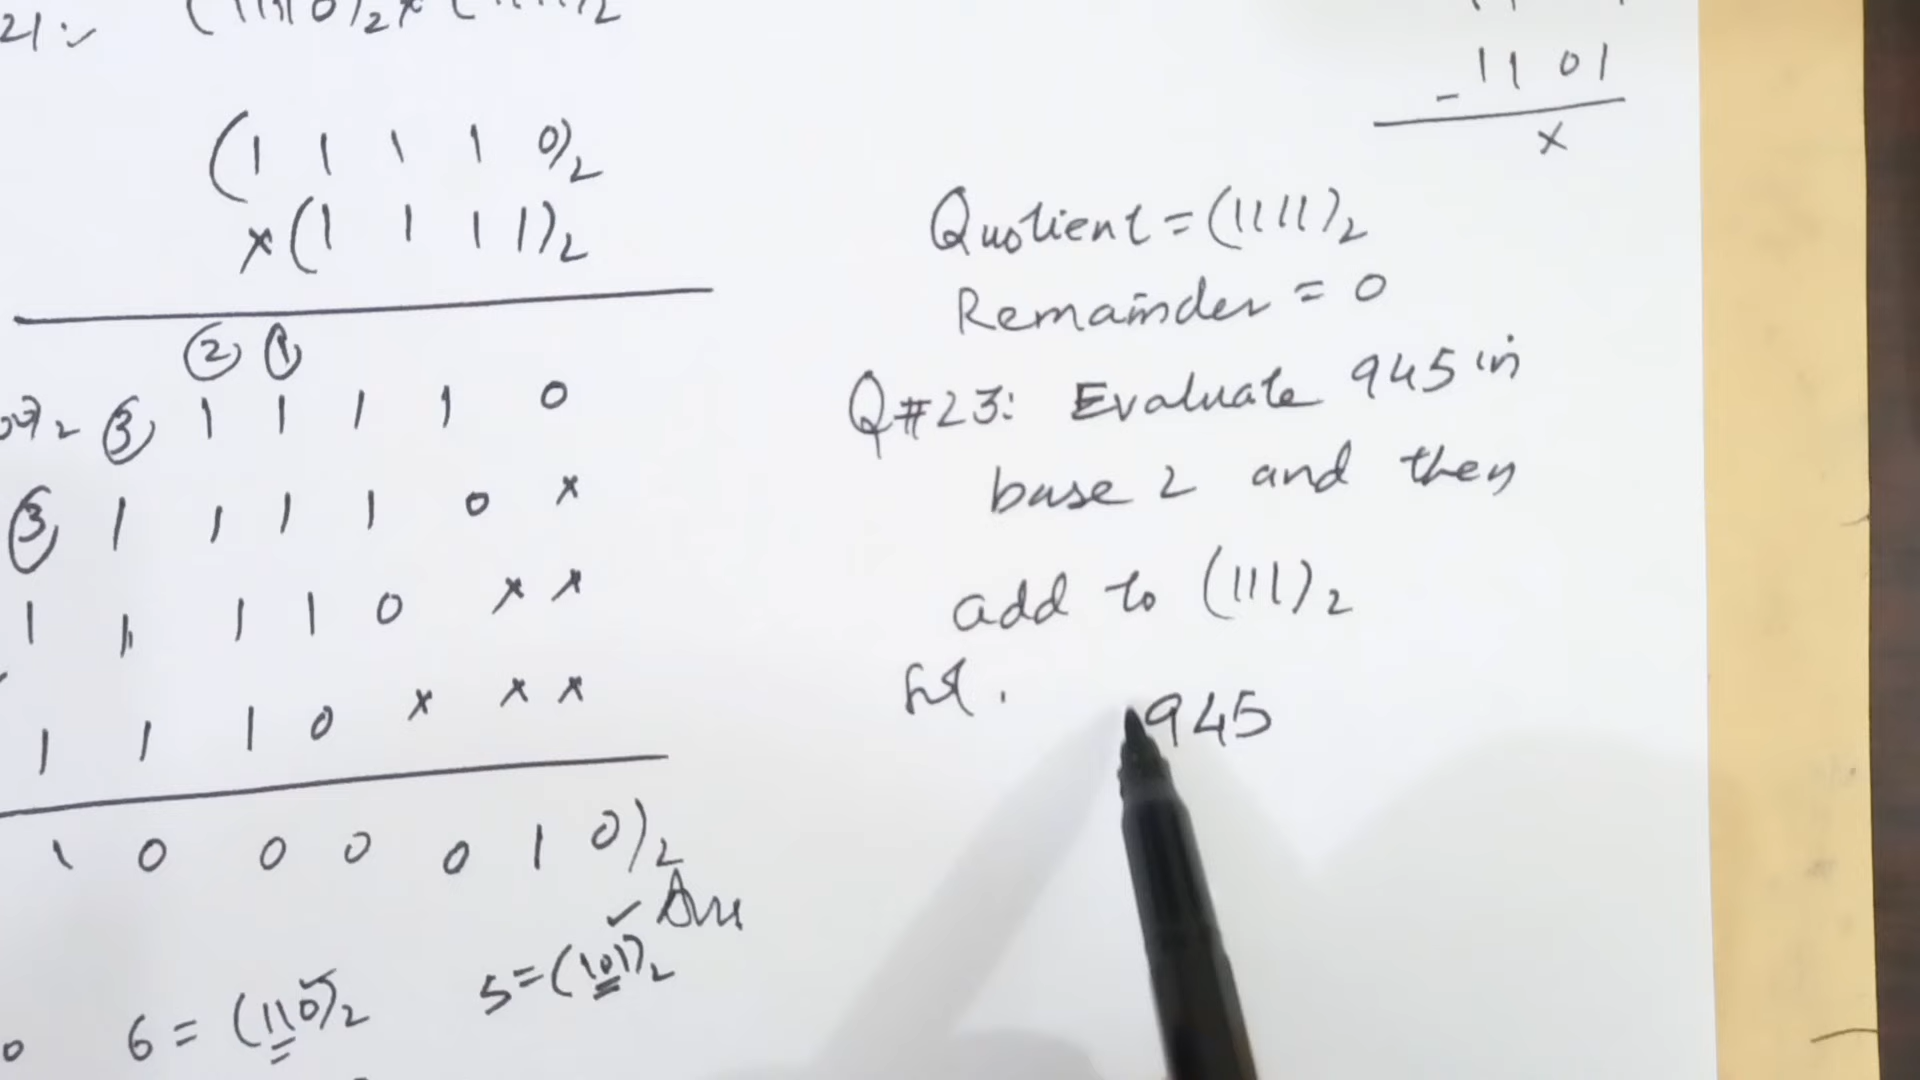 21:-
(1 1 1 1 0)2
×(1 1 1 1)2
② ①
③ 1 1 1 1 0
③ 1 1 1 1 0 ×
1 1 1 1 0 × ×
1 1 1 0 × × ×
1 0 0 0 0 1 0)2
✓ Ans
0 6 = (110)2 5 = (101)2
- 1 1 0 1
×
Quotient = (1111)2
Remainder = 0
Q#23: Evaluate 945 in
base 2 and then
add to (111)2
Sol.
945